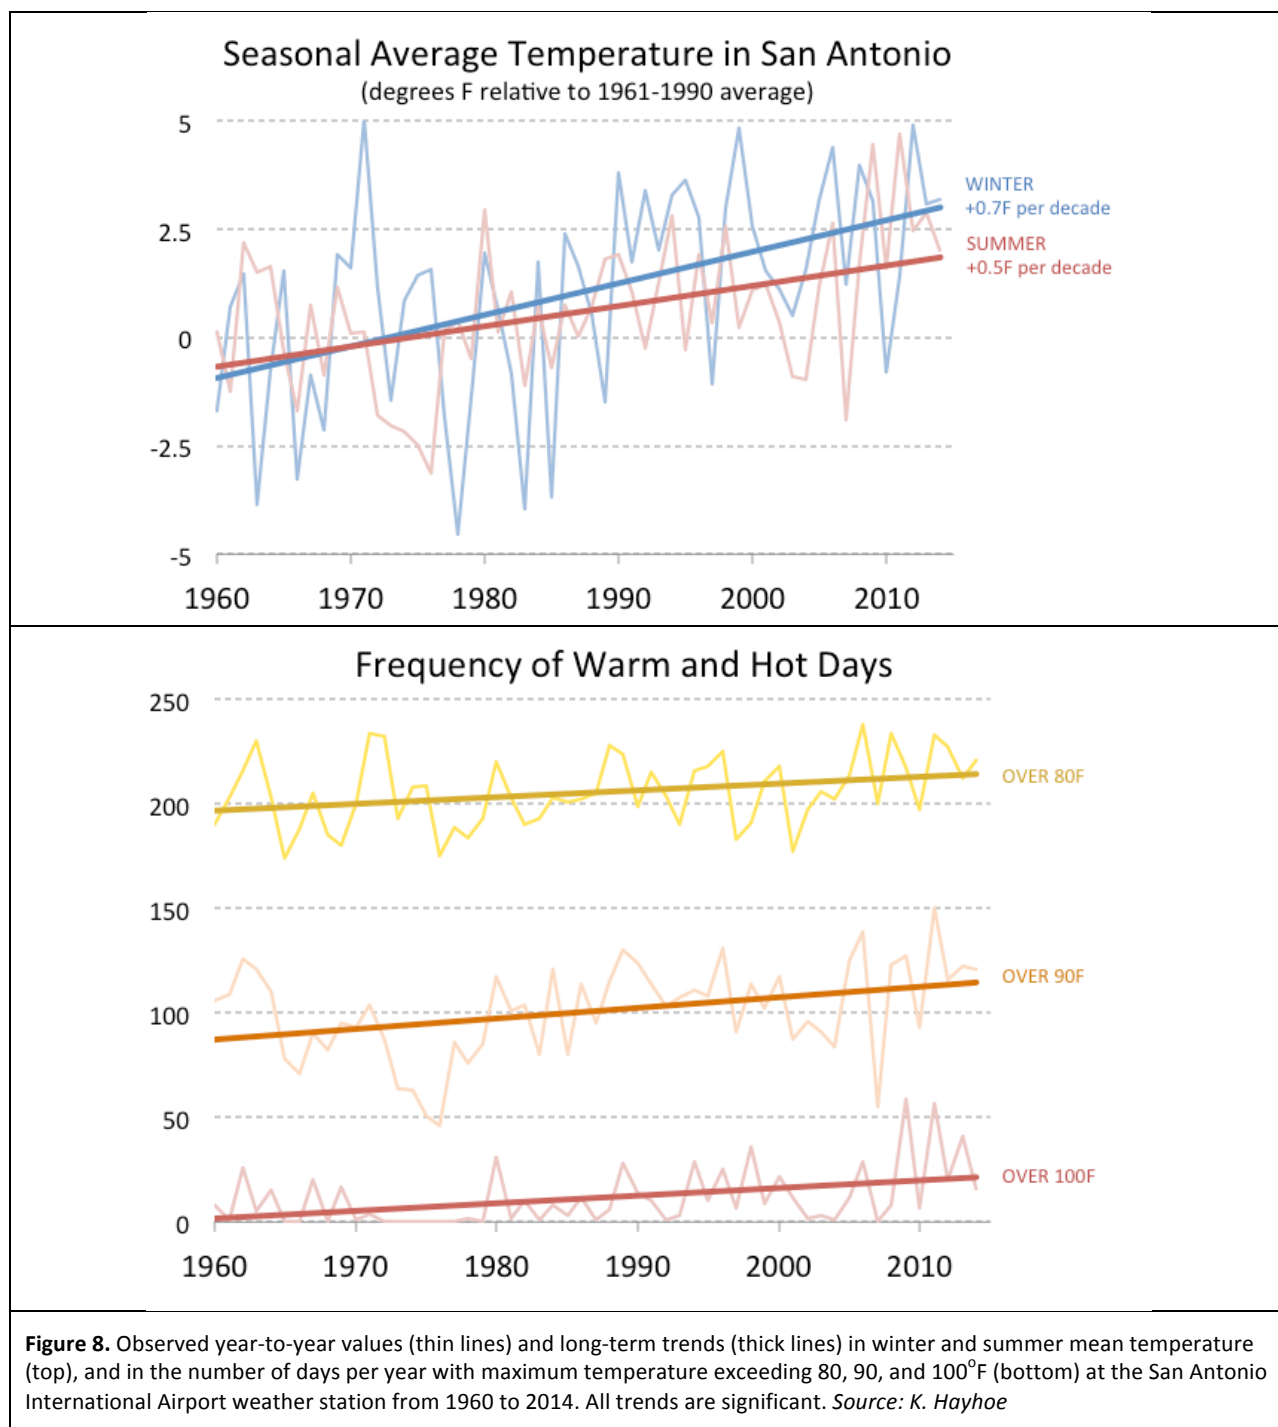 Seasonal Average Temperature in San Antonio
(degrees F relative to 1961-1990 average)
5
2.5
0
-2.5
-5
WINTER
+0.7F per decade
SUMMER
+0.5F per decade
1960 1970 1980 1990 2000 2010
Frequency of Warm and Hot Days
250
200
150
100
50
0
OVER 80F
OVER 90F
OVER 100F
1960 1970 1980 1990 2000 2010
Figure 8. Observed year-to-year values (thin lines) and long-term trends (thick lines) in winter and summer mean temperature
(top), and in the number of days per year with maximum temperature exceeding 80, 90, and 100°F (bottom) at the San Antonio
International Airport weather station from 1960 to 2014. All trends are significant. Source: K. Hayhoe